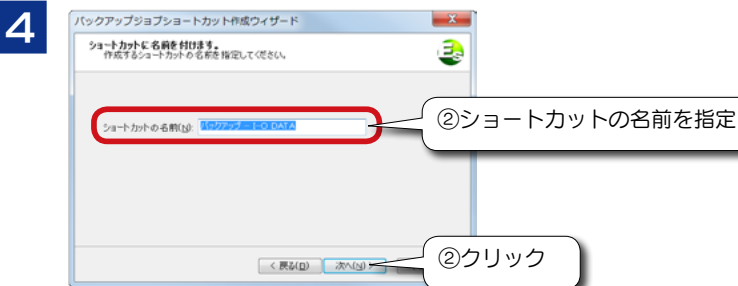 4
バックアップジョブショートカット作成ウィザード
ショートカットに名前を付けます。
作成するショートカットの名前を指定してください。
ショートカットの名前(N):
バックアップ -- I-O DATA
②ショートカットの名前を指定
< 戻る(B)
次へ(N) >
②クリック